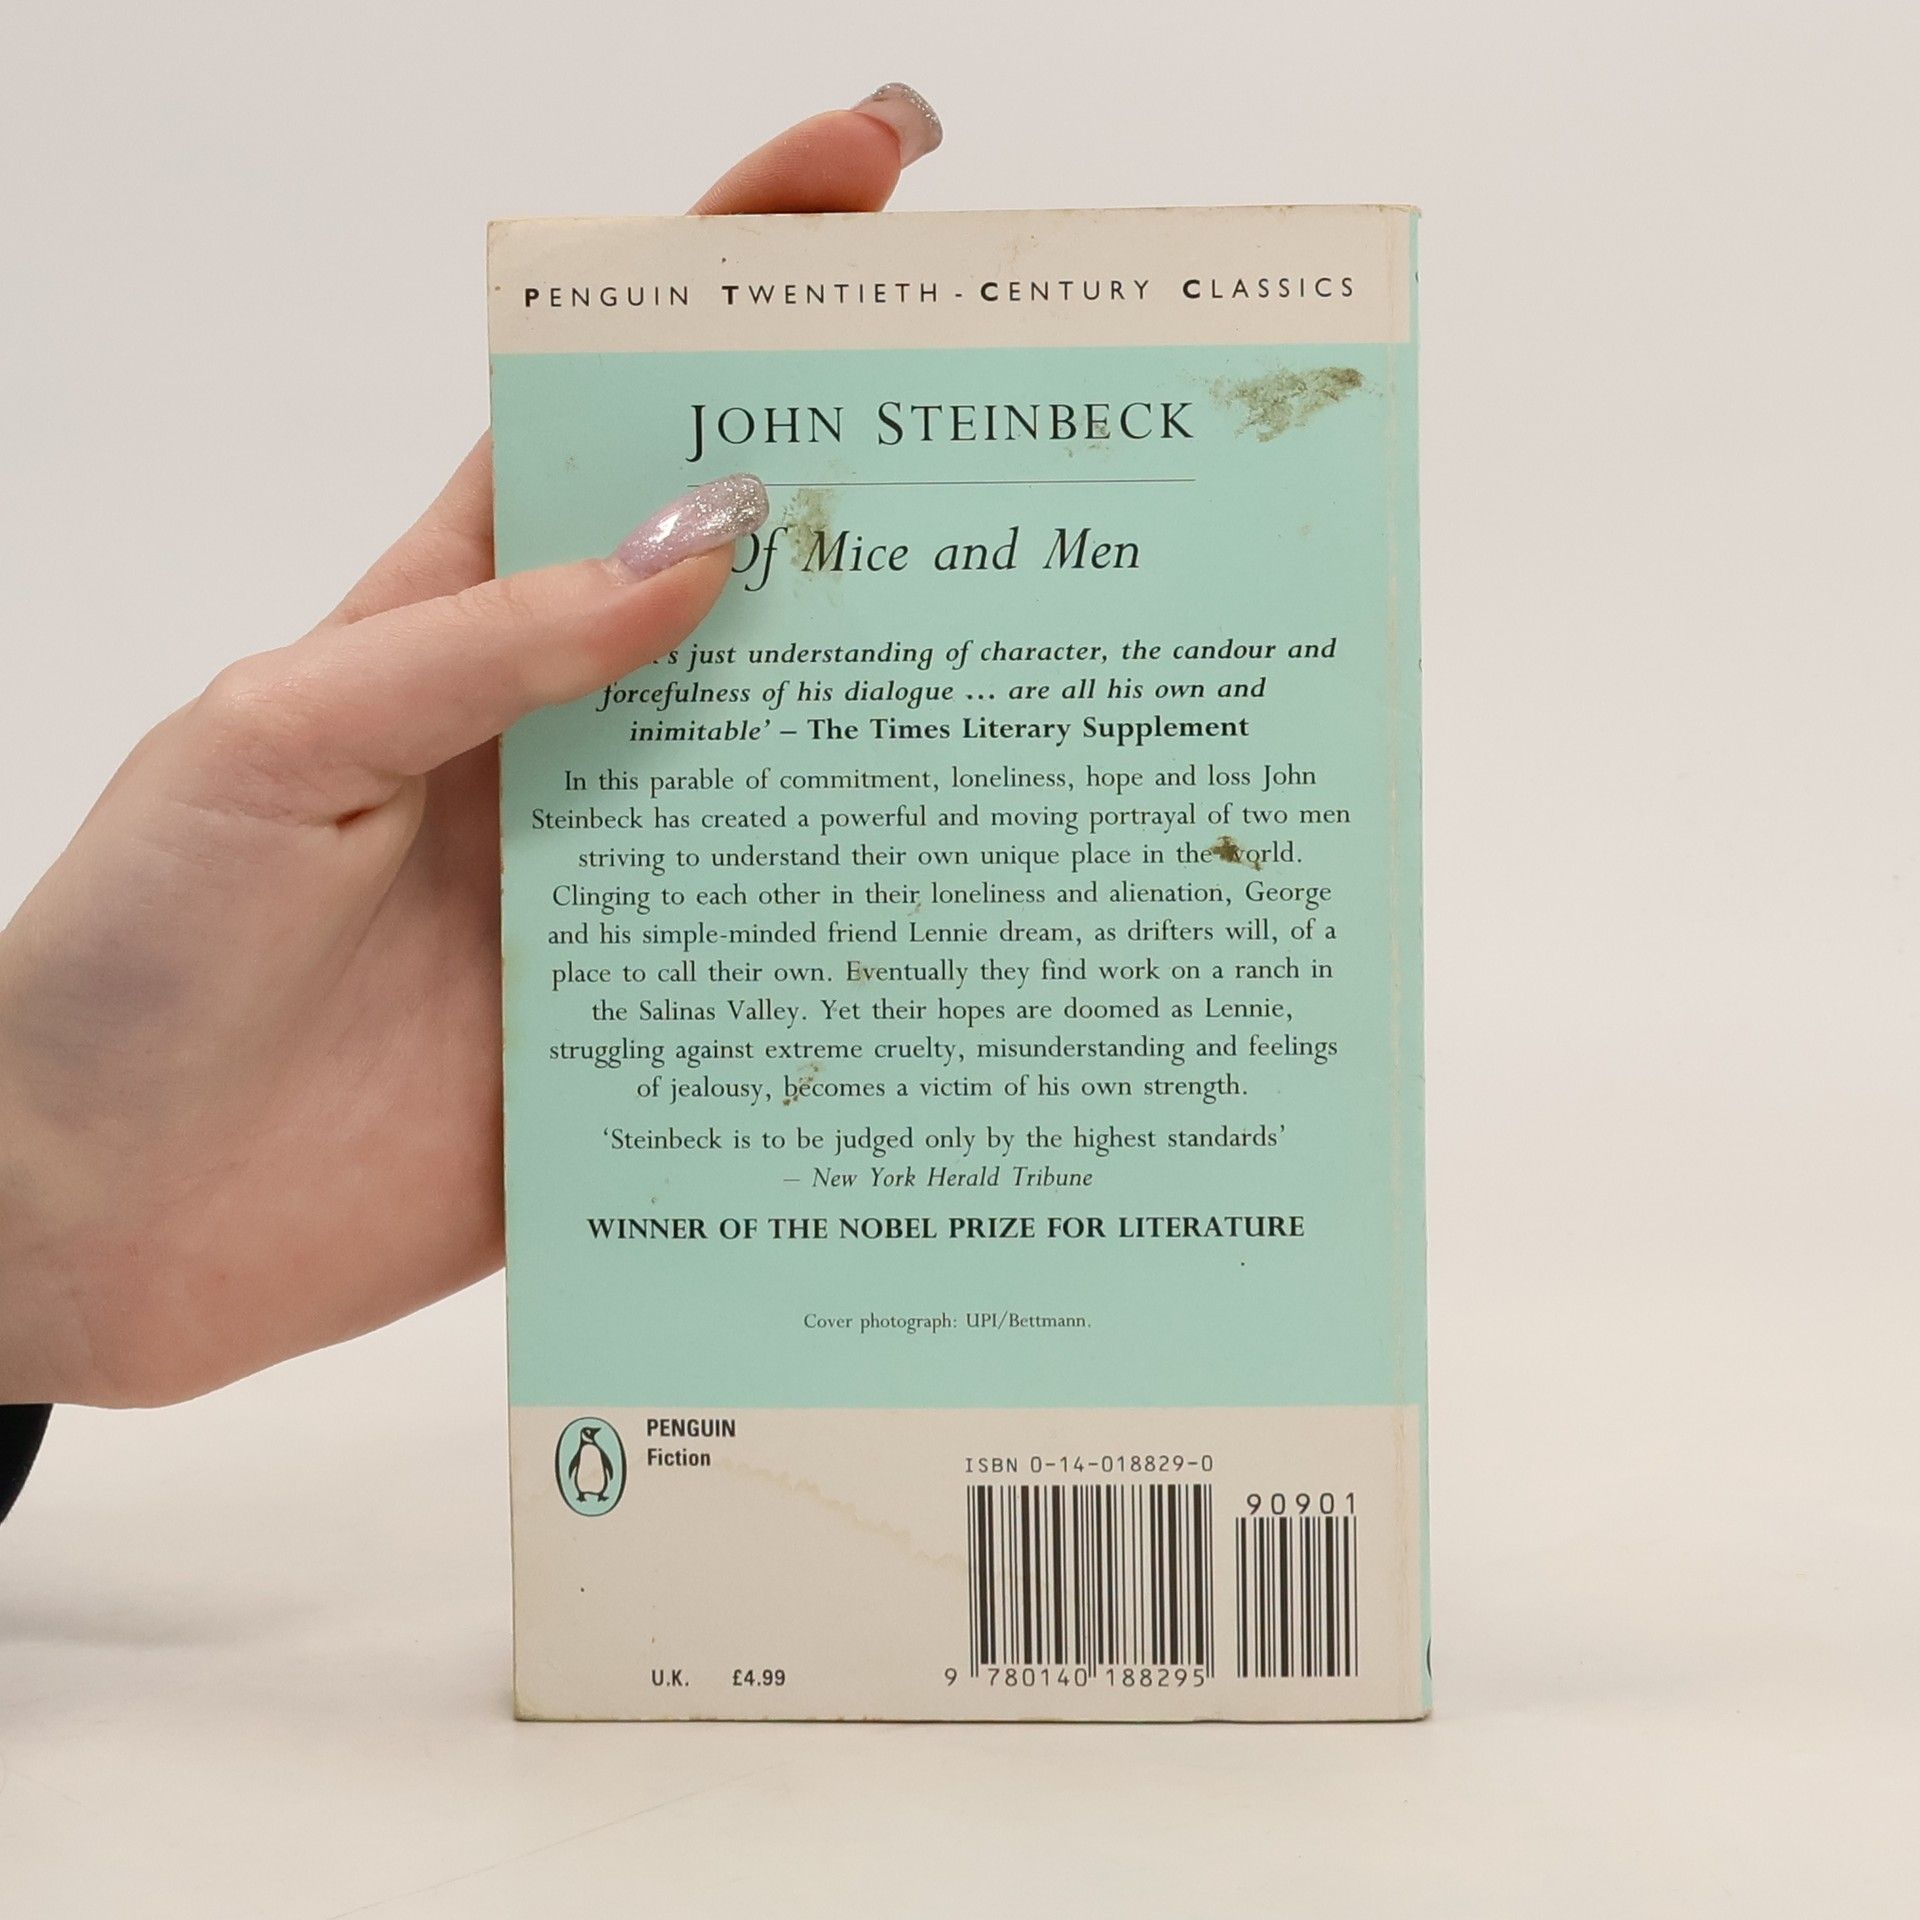 PENGUIN TWENTIETH-CENTURY CLASSICS
JOHN STEINBECK
Of Mice and Men
just understanding of character, the candour and
forcefulness of his dialogue ... are all his own and
inimitable’ – The Times Literary Supplement
In this parable of commitment, loneliness, hope and loss John
Steinbeck has created a powerful and moving portrayal of two men
striving to understand their own unique place in the world.
Clinging to each other in their loneliness and alienation, George
and his simple-minded friend Lennie dream, as drifters will, of a
place to call their own. Eventually they find work on a ranch in
the Salinas Valley. Yet their hopes are doomed as Lennie,
struggling against extreme cruelty, misunderstanding and feelings
of jealousy, becomes a victim of his own strength.
‘Steinbeck is to be judged only by the highest standards’
– New York Herald Tribune
WINNER OF THE NOBEL PRIZE FOR LITERATURE
Cover photograph: UPI/Bettmann.
PENGUIN
Fiction
ISBN 0-14-018829-0
90901
9 780140 188295
U.K. £4.99